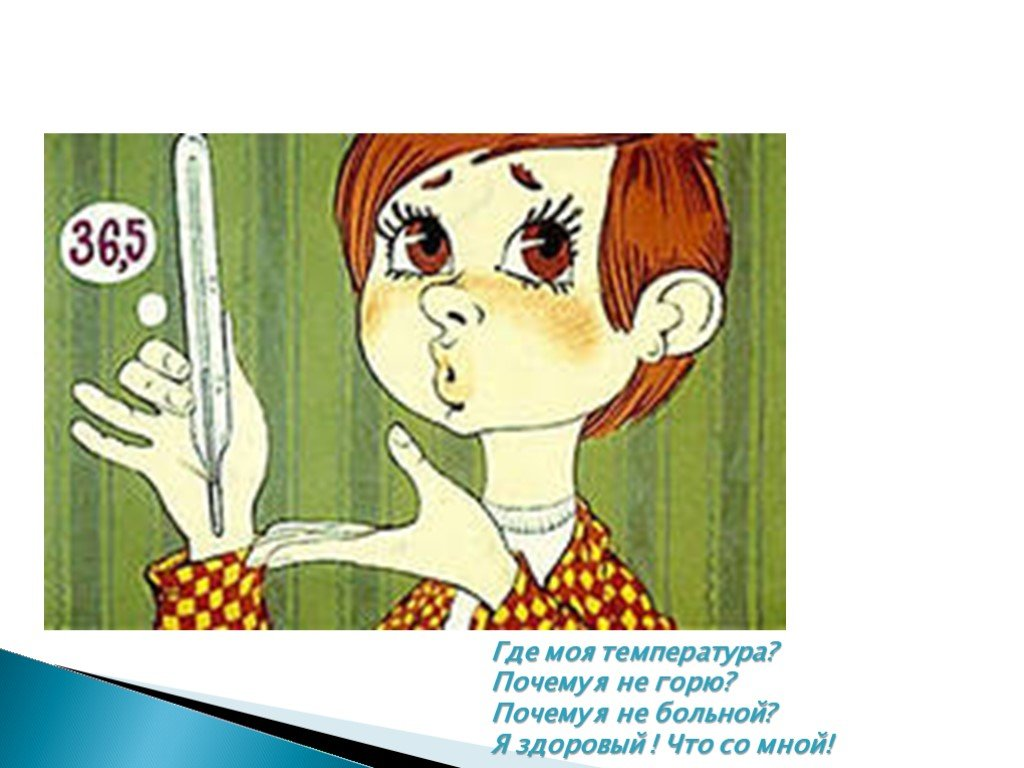 36,5
Где моя температура?
Почему я не горю?
Почему я не больной?
Я здоровый ! Что со мной!